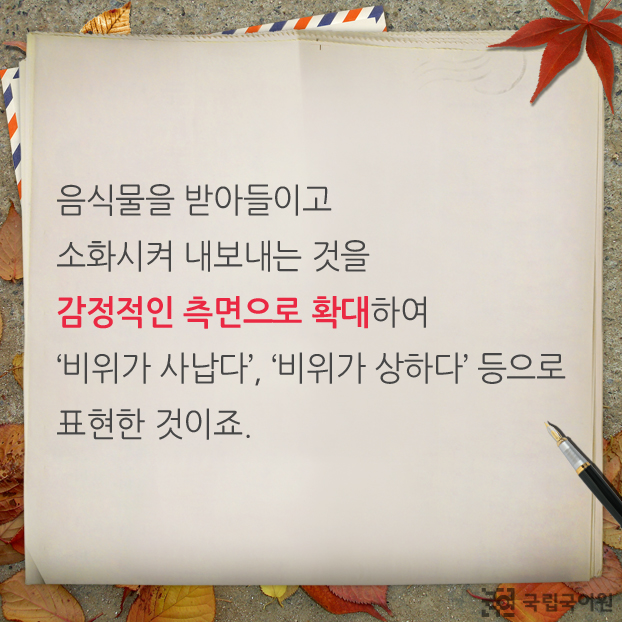 음식물을 받아들이고
소화시켜 내보내는 것을
감정적인 측면으로 확대하여
‘비위가 사납다’, ‘비위가 상하다’ 등으로
표현한 것이죠.
국립국어원